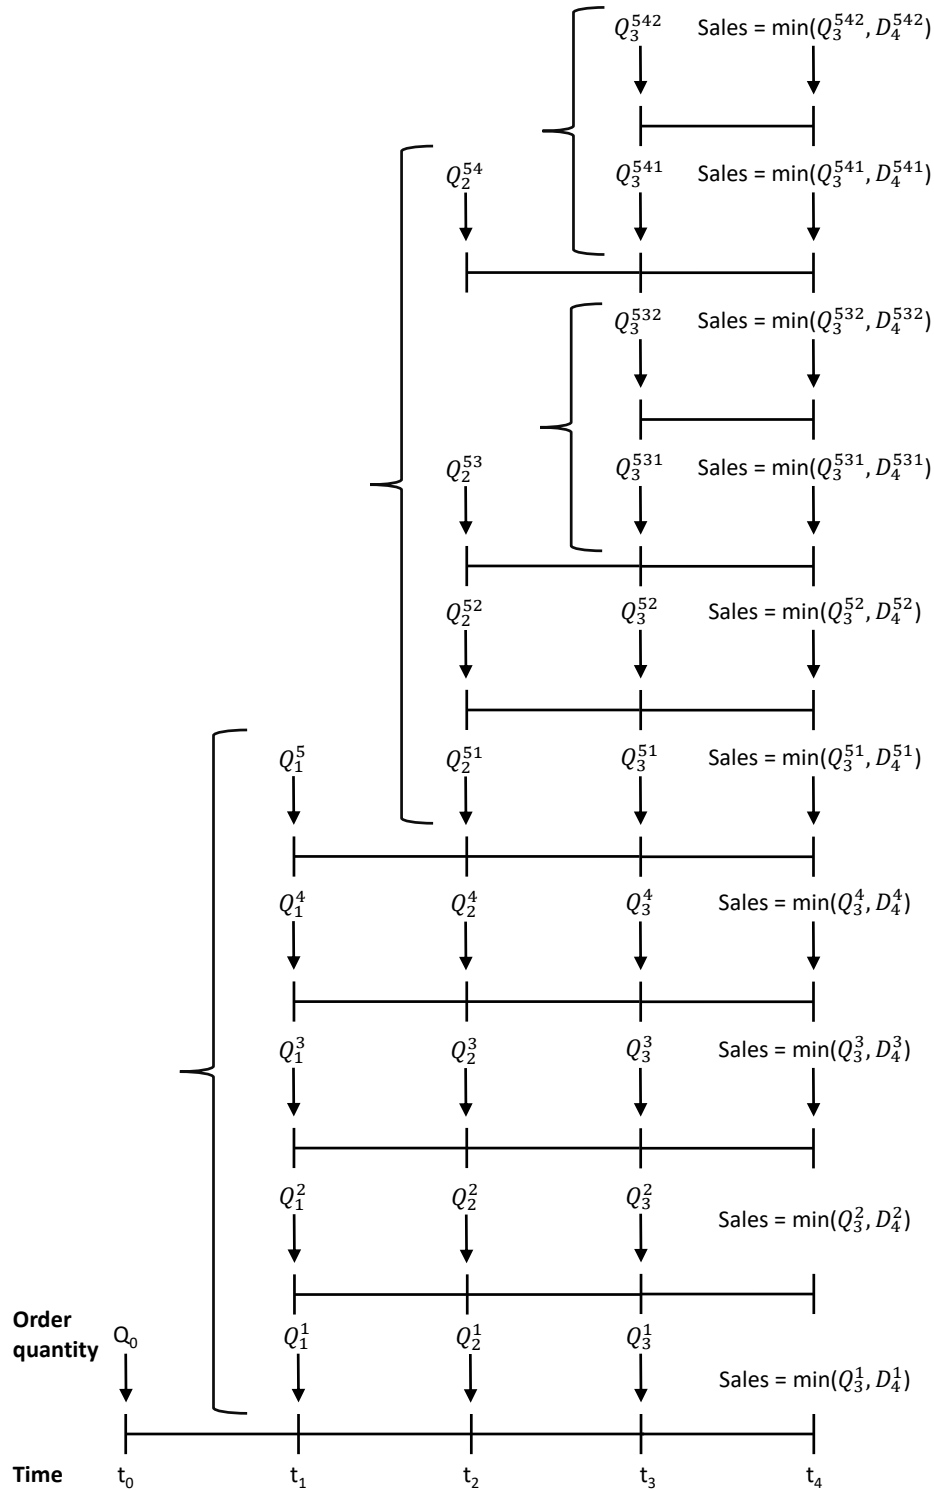 Q_3^{542} Sales = min(Q_3^{542}, D_4^{542})
Q_2^{54} Q_3^{541} Sales = min(Q_3^{541}, D_4^{541})
Q_3^{532} Sales = min(Q_3^{532}, D_4^{532})
Q_2^{53} Q_3^{531} Sales = min(Q_3^{531}, D_4^{531})
Q_2^{52} Q_3^{52} Sales = min(Q_3^{52}, D_4^{52})
Q_1^5 Q_2^{51} Q_3^{51} Sales = min(Q_3^{51}, D_4^{51})
Q_1^4 Q_2^4 Q_3^4 Sales = min(Q_3^4, D_4^4)
Q_1^3 Q_2^3 Q_3^3 Sales = min(Q_3^3, D_4^3)
Q_1^2 Q_2^2 Q_3^2 Sales = min(Q_3^2, D_4^2)
Order
quantity
Q_0 Q_1^1 Q_2^1 Q_3^1
Sales = min(Q_3^1, D_4^1)
Time t_0 t_1 t_2 t_3 t_4